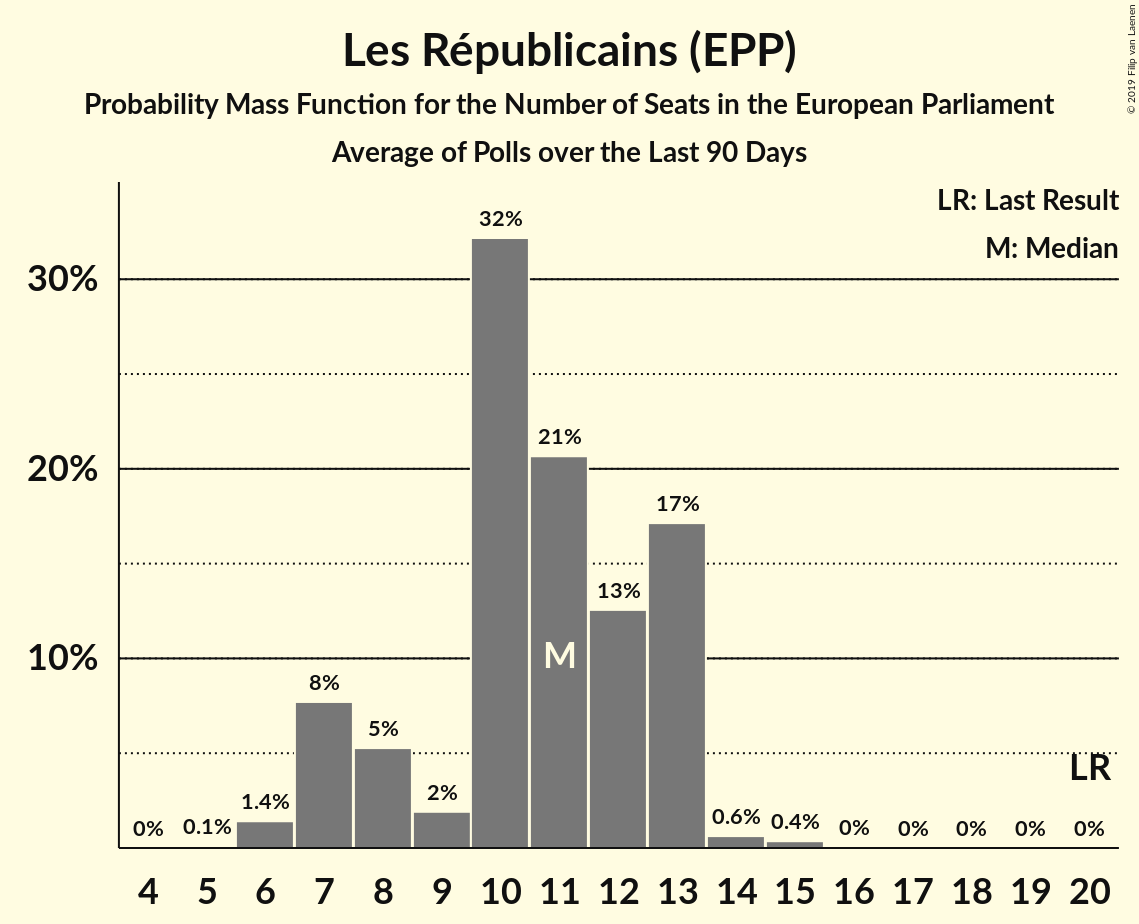 Les Républicains (EPP)
Probability Mass Function for the Number of Seats in the European Parliament
Average of Polls over the Last 90 Days
© 2019 Filip van Laenen
LR: Last Result
M: Median
30%
20%
10%
0%
0.1%
1.4%
8%
5%
2%
32%
21%
13%
17%
0.6%
0.4%
0%
0%
0%
0%
0%
M
LR
4 5 6 7 8 9 10 11 12 13 14 15 16 17 18 19 20